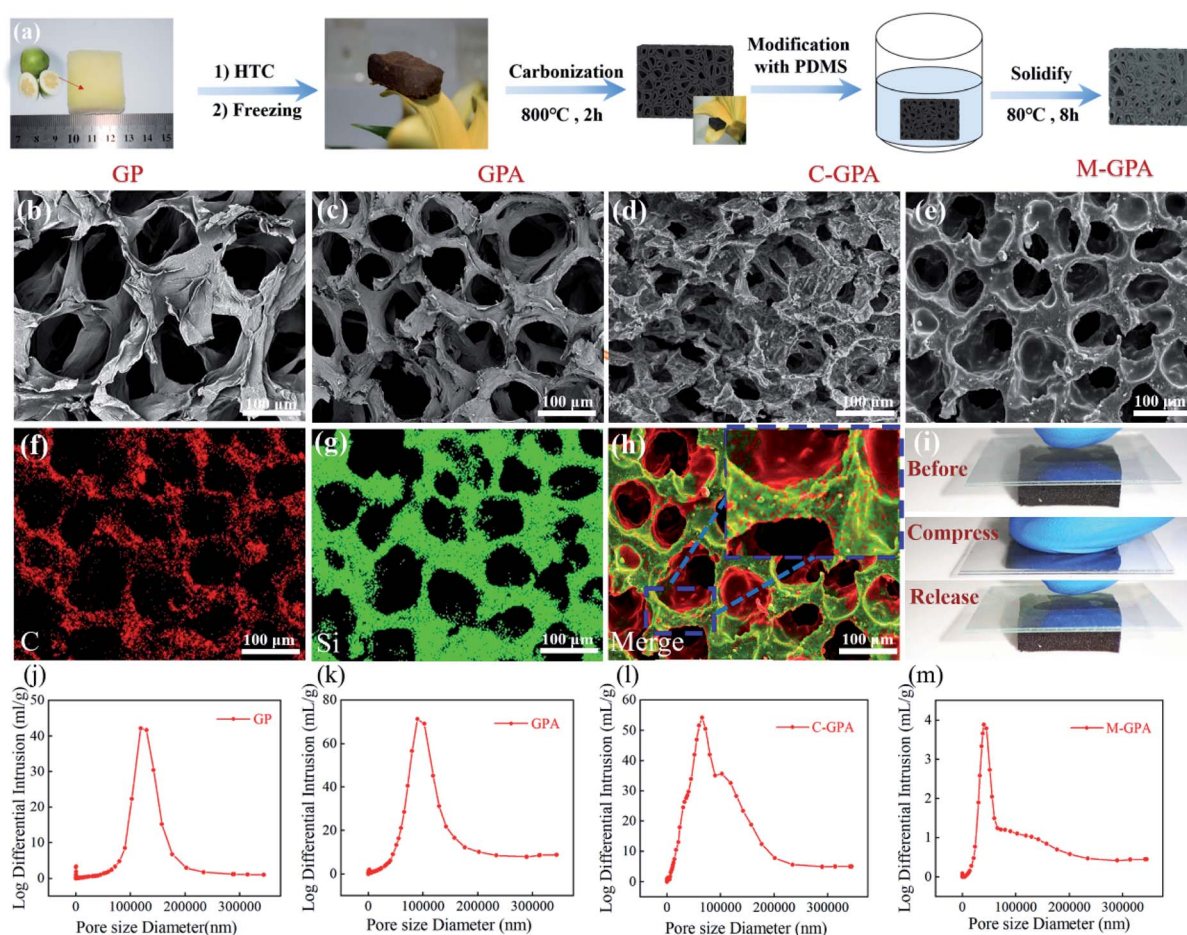 (a)
1) HTC
2) Freezing
Carbonization
800°C , 2h
Modification
with PDMS
Solidify
80°C , 8h
7 8 9 10 11 12 13 14 15
GP
GPA
C-GPA
M-GPA
(b)
100 µm
(c)
100 µm
(d)
100 µm
(e)
100 µm
(f)
C
100 µm
(g)
Si
100 µm
(h)
Merge
100 µm
(i)
Before
Compress
Release
(j)
Log Differential Intrusion (ml/g)
50
40
30
20
10
0
GP
0 100000 200000 300000
Pore size Diameter(nm)
(k)
Log Differential Intrusion (mL/g)
80
60
40
20
0
GPA
0 100000 200000 300000
Pore size Diameter(nm)
(l)
Log Differential Intrusion (mL/g)
60
50
40
30
20
10
0
C-GPA
0 100000 200000 300000
Pore size Diameter (nm)
(m)
Log Differential Intrusion (mL/g)
4
3
2
1
0
M-GPA
0 100000 200000 300000
Pore size Diameter (nm)